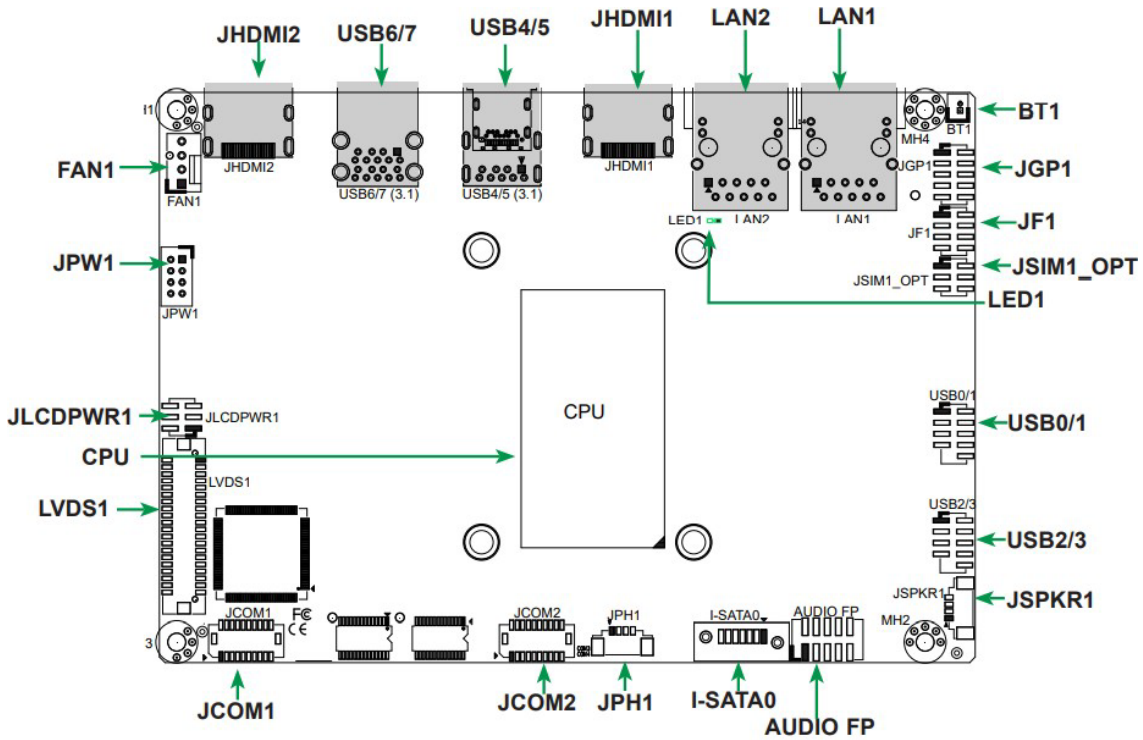 JHDMI2
USB6/7
USB4/5
JHDMI1
LAN2
LAN1
BT1
JGP1
JF1
JSIM1_OPT
LED1
USB0/1
USB2/3
JSPKR1
FAN1
JPW1
JLCDPWR1
CPU
LVDS1
JCOM1
JCOM2
JPH1
I-SATA0
AUDIO FP
JHDMI2
USB6/7 (3.1)
USB4/5 (3.1)
JHDMI1
LED1
LAN2
LAN1
MH4
BT1
JGP1
JF1
JSIM1_OPT
FAN1
JPW1
CPU
JLCDPWR1
LVDS1
USB0/1
USB2/3
JSPKR1
MH2
3
JCOM1
FC
CE
JCOM2
JPH1
I-SATA0
AUDIO FP